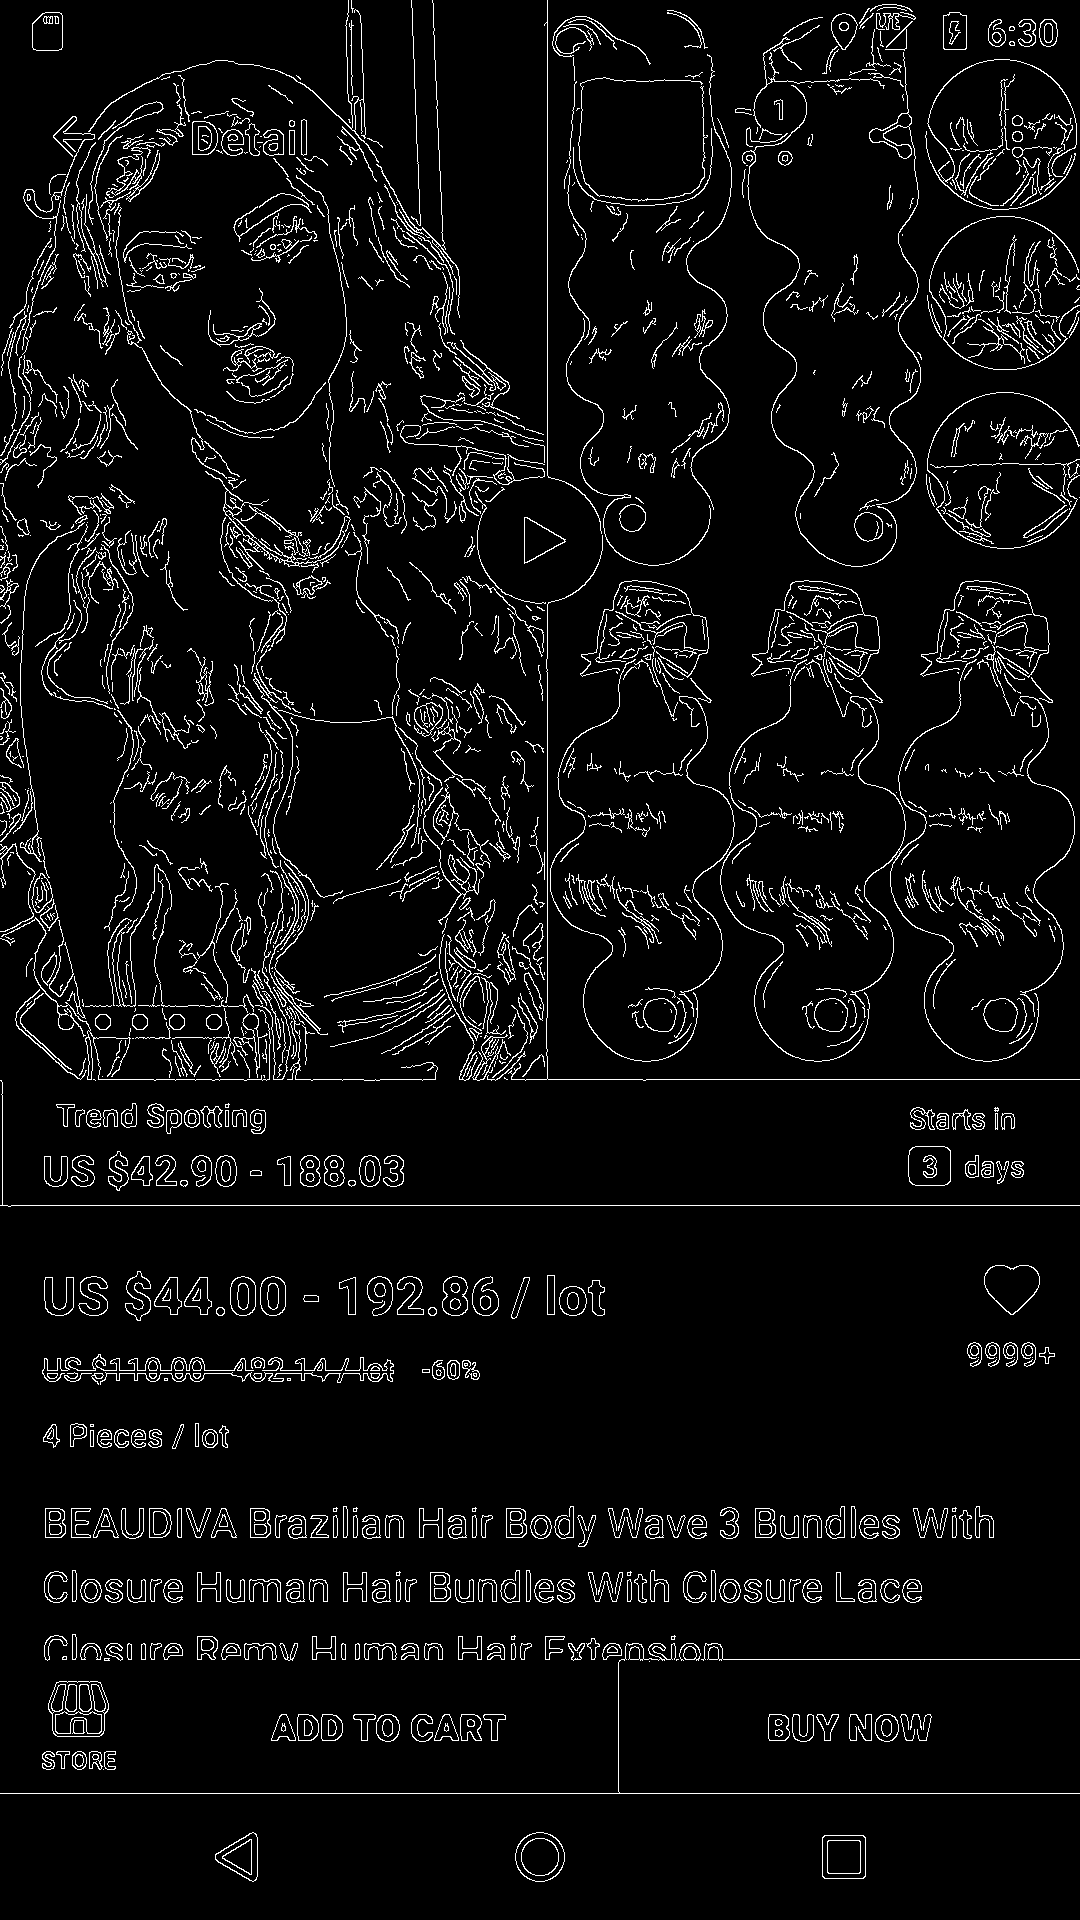 LTE 6:30
Detail
1
Trend Spotting
Starts in
US $42.90 - 188.03
3 days
US $44.00 - 192.86 / lot
US $110.00 - 482.14 / lot -60%
9999+
4 Pieces / lot
BEAUDIVA Brazilian Hair Body Wave 3 Bundles With
Closure Human Hair Bundles With Closure Lace
Closure Remy Human Hair Extension
STORE
ADD TO CART
BUY NOW